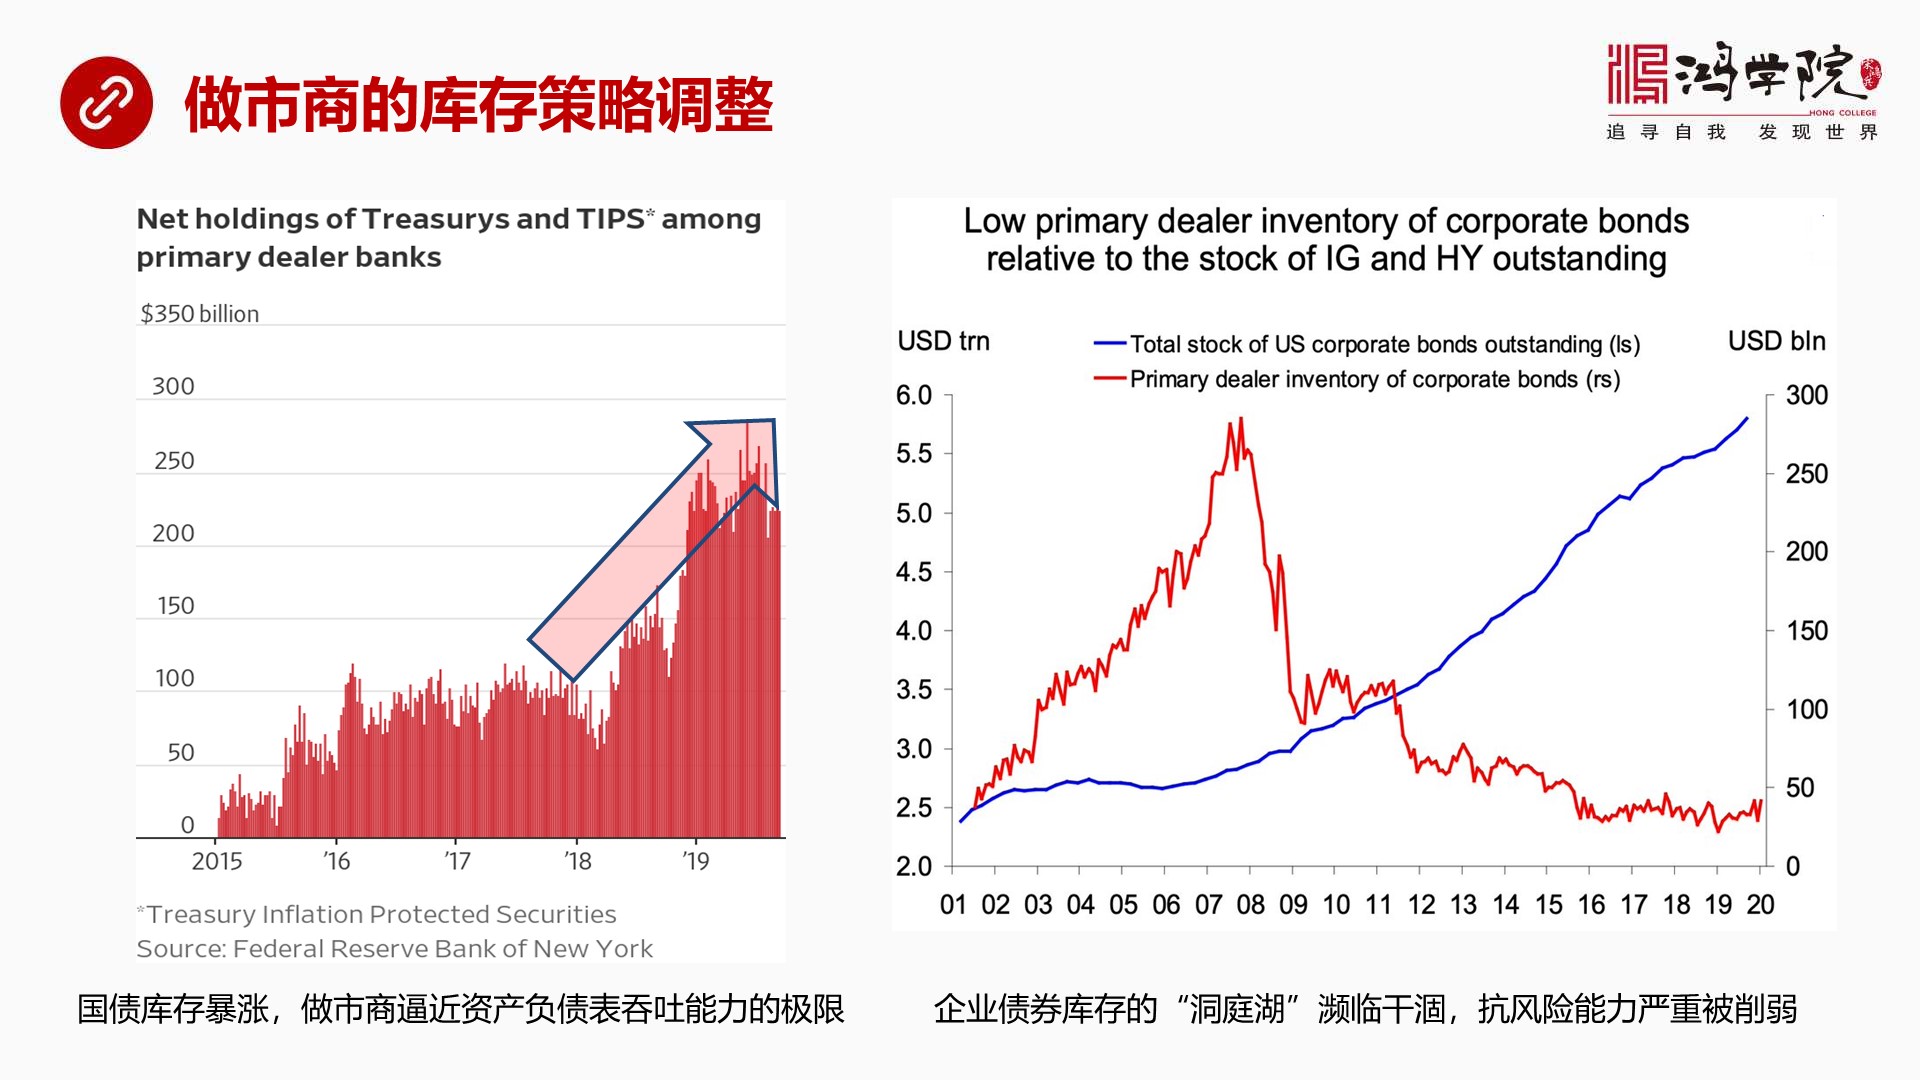 做市商的库存策略调整
鸿学院
宋鸿兵
HONG COLLEGE
追寻自我 发现世界
Net holdings of Treasurys and TIPS* among
primary dealer banks
$350 billion
300
250
200
150
100
50
0
2015 ’16 ’17 ’18 ’19
*Treasury Inflation Protected Securities
Source: Federal Reserve Bank of New York
国债库存暴涨，做市商逼近资产负债表吞吐能力的极限
Low primary dealer inventory of corporate bonds
relative to the stock of IG and HY outstanding
USD trn
USD bln
Total stock of US corporate bonds outstanding (ls)
Primary dealer inventory of corporate bonds (rs)
6.0
5.5
5.0
4.5
4.0
3.5
3.0
2.5
2.0
300
250
200
150
100
50
0
01 02 03 04 05 06 07 08 09 10 11 12 13 14 15 16 17 18 19 20
企业债券库存的“洞庭湖”濒临干涸，抗风险能力严重被削弱